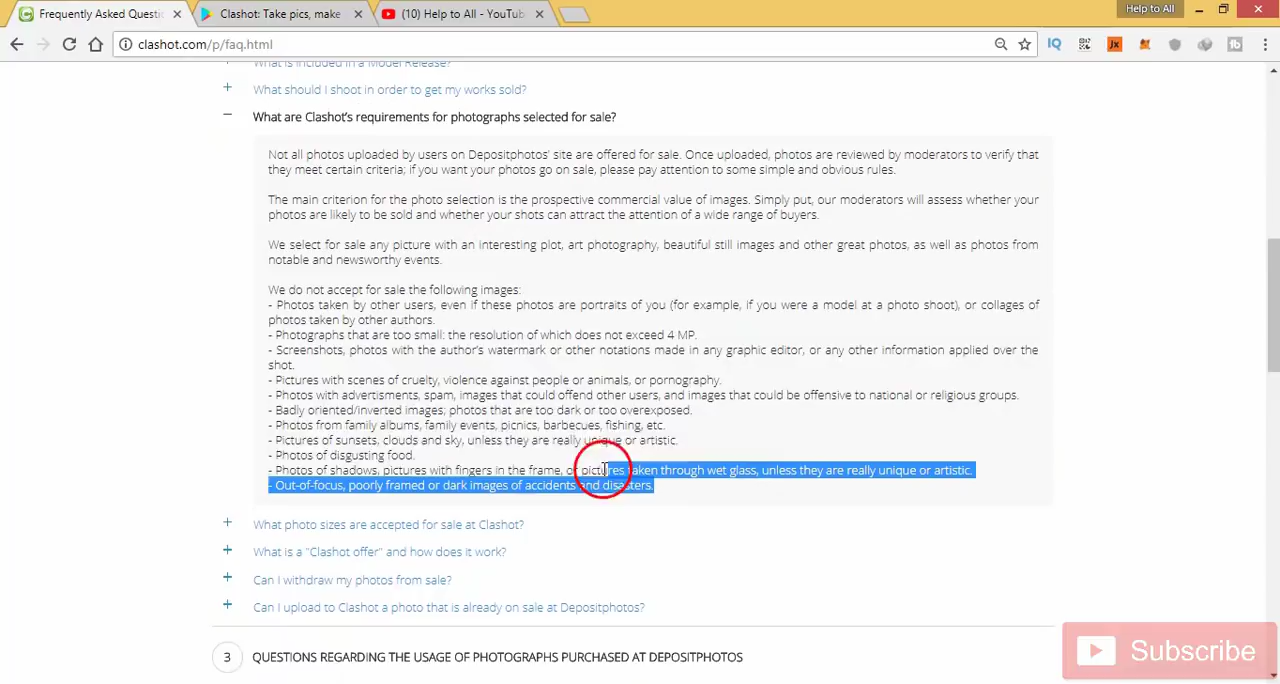 Frequently Asked Questi
Clashot: Take pics, make
(10) Help to All - YouTub
Help to All
clashot.com/p/faq.html
What is included in a Model Release?
What should I shoot in order to get my works sold?
What are Clashot's requirements for photographs selected for sale?
Not all photos uploaded by users on Depositphotos' site are offered for sale. Once uploaded, photos are reviewed by moderators to verify that
they meet certain criteria; if you want your photos go on sale, please pay attention to some simple and obvious rules.
The main criterion for the photo selection is the prospective commercial value of images. Simply put, our moderators will assess whether your
photos are likely to be sold and whether your shots can attract the attention of a wide range of buyers.
We select for sale any picture with an interesting plot, art photography, beautiful still images and other great photos, as well as photos from
notable and newsworthy events.
We do not accept for sale the following images:
- Photos taken by other users, even if these photos are portraits of you (for example, if you were a model at a photo shoot), or collages of
photos taken by other authors.
- Photographs that are too small: the resolution of which does not exceed 4 MP.
- Screenshots, photos with the author's watermark or other notations made in any graphic editor, or any other information applied over the
shot.
- Pictures with scenes of cruelty, violence against people or animals, or pornography.
- Photos with advertisments, spam, images that could offend other users, and images that could be offensive to national or religious groups.
- Badly oriented/inverted images; photos that are too dark or too overexposed.
- Photos from family albums, family events, picnics, barbecues, fishing, etc.
- Pictures of sunsets, clouds and sky, unless they are really unique or artistic.
- Photos of disgusting food.
- Photos of shadows, pictures with fingers in the frame, or pictures taken through wet glass, unless they are really unique or artistic.
- Out-of-focus, poorly framed or dark images of accidents and disasters.
What photo sizes are accepted for sale at Clashot?
What is a "Clashot offer" and how does it work?
Can I withdraw my photos from sale?
Can I upload to Clashot a photo that is already on sale at Depositphotos?
3 QUESTIONS REGARDING THE USAGE OF PHOTOGRAPHS PURCHASED AT DEPOSITPHOTOS
Subscribe